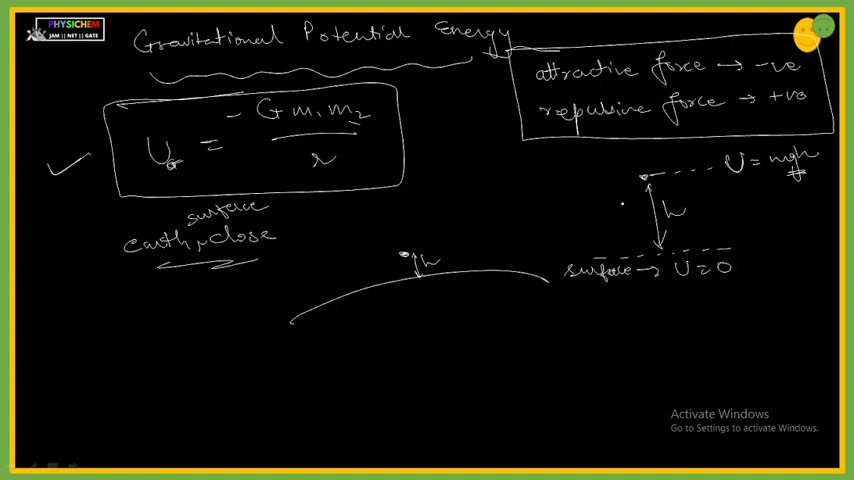 PHYSICHEM
JAM || NET || GATE
Gravitational Potential Energy
attractive force → -ve
repulsive force → +ve
U_G = - G m₁ m₂ / r
U = mgh
h
surface
earth, close
h
surface → U = 0
Activate Windows
Go to Settings to activate Windows.